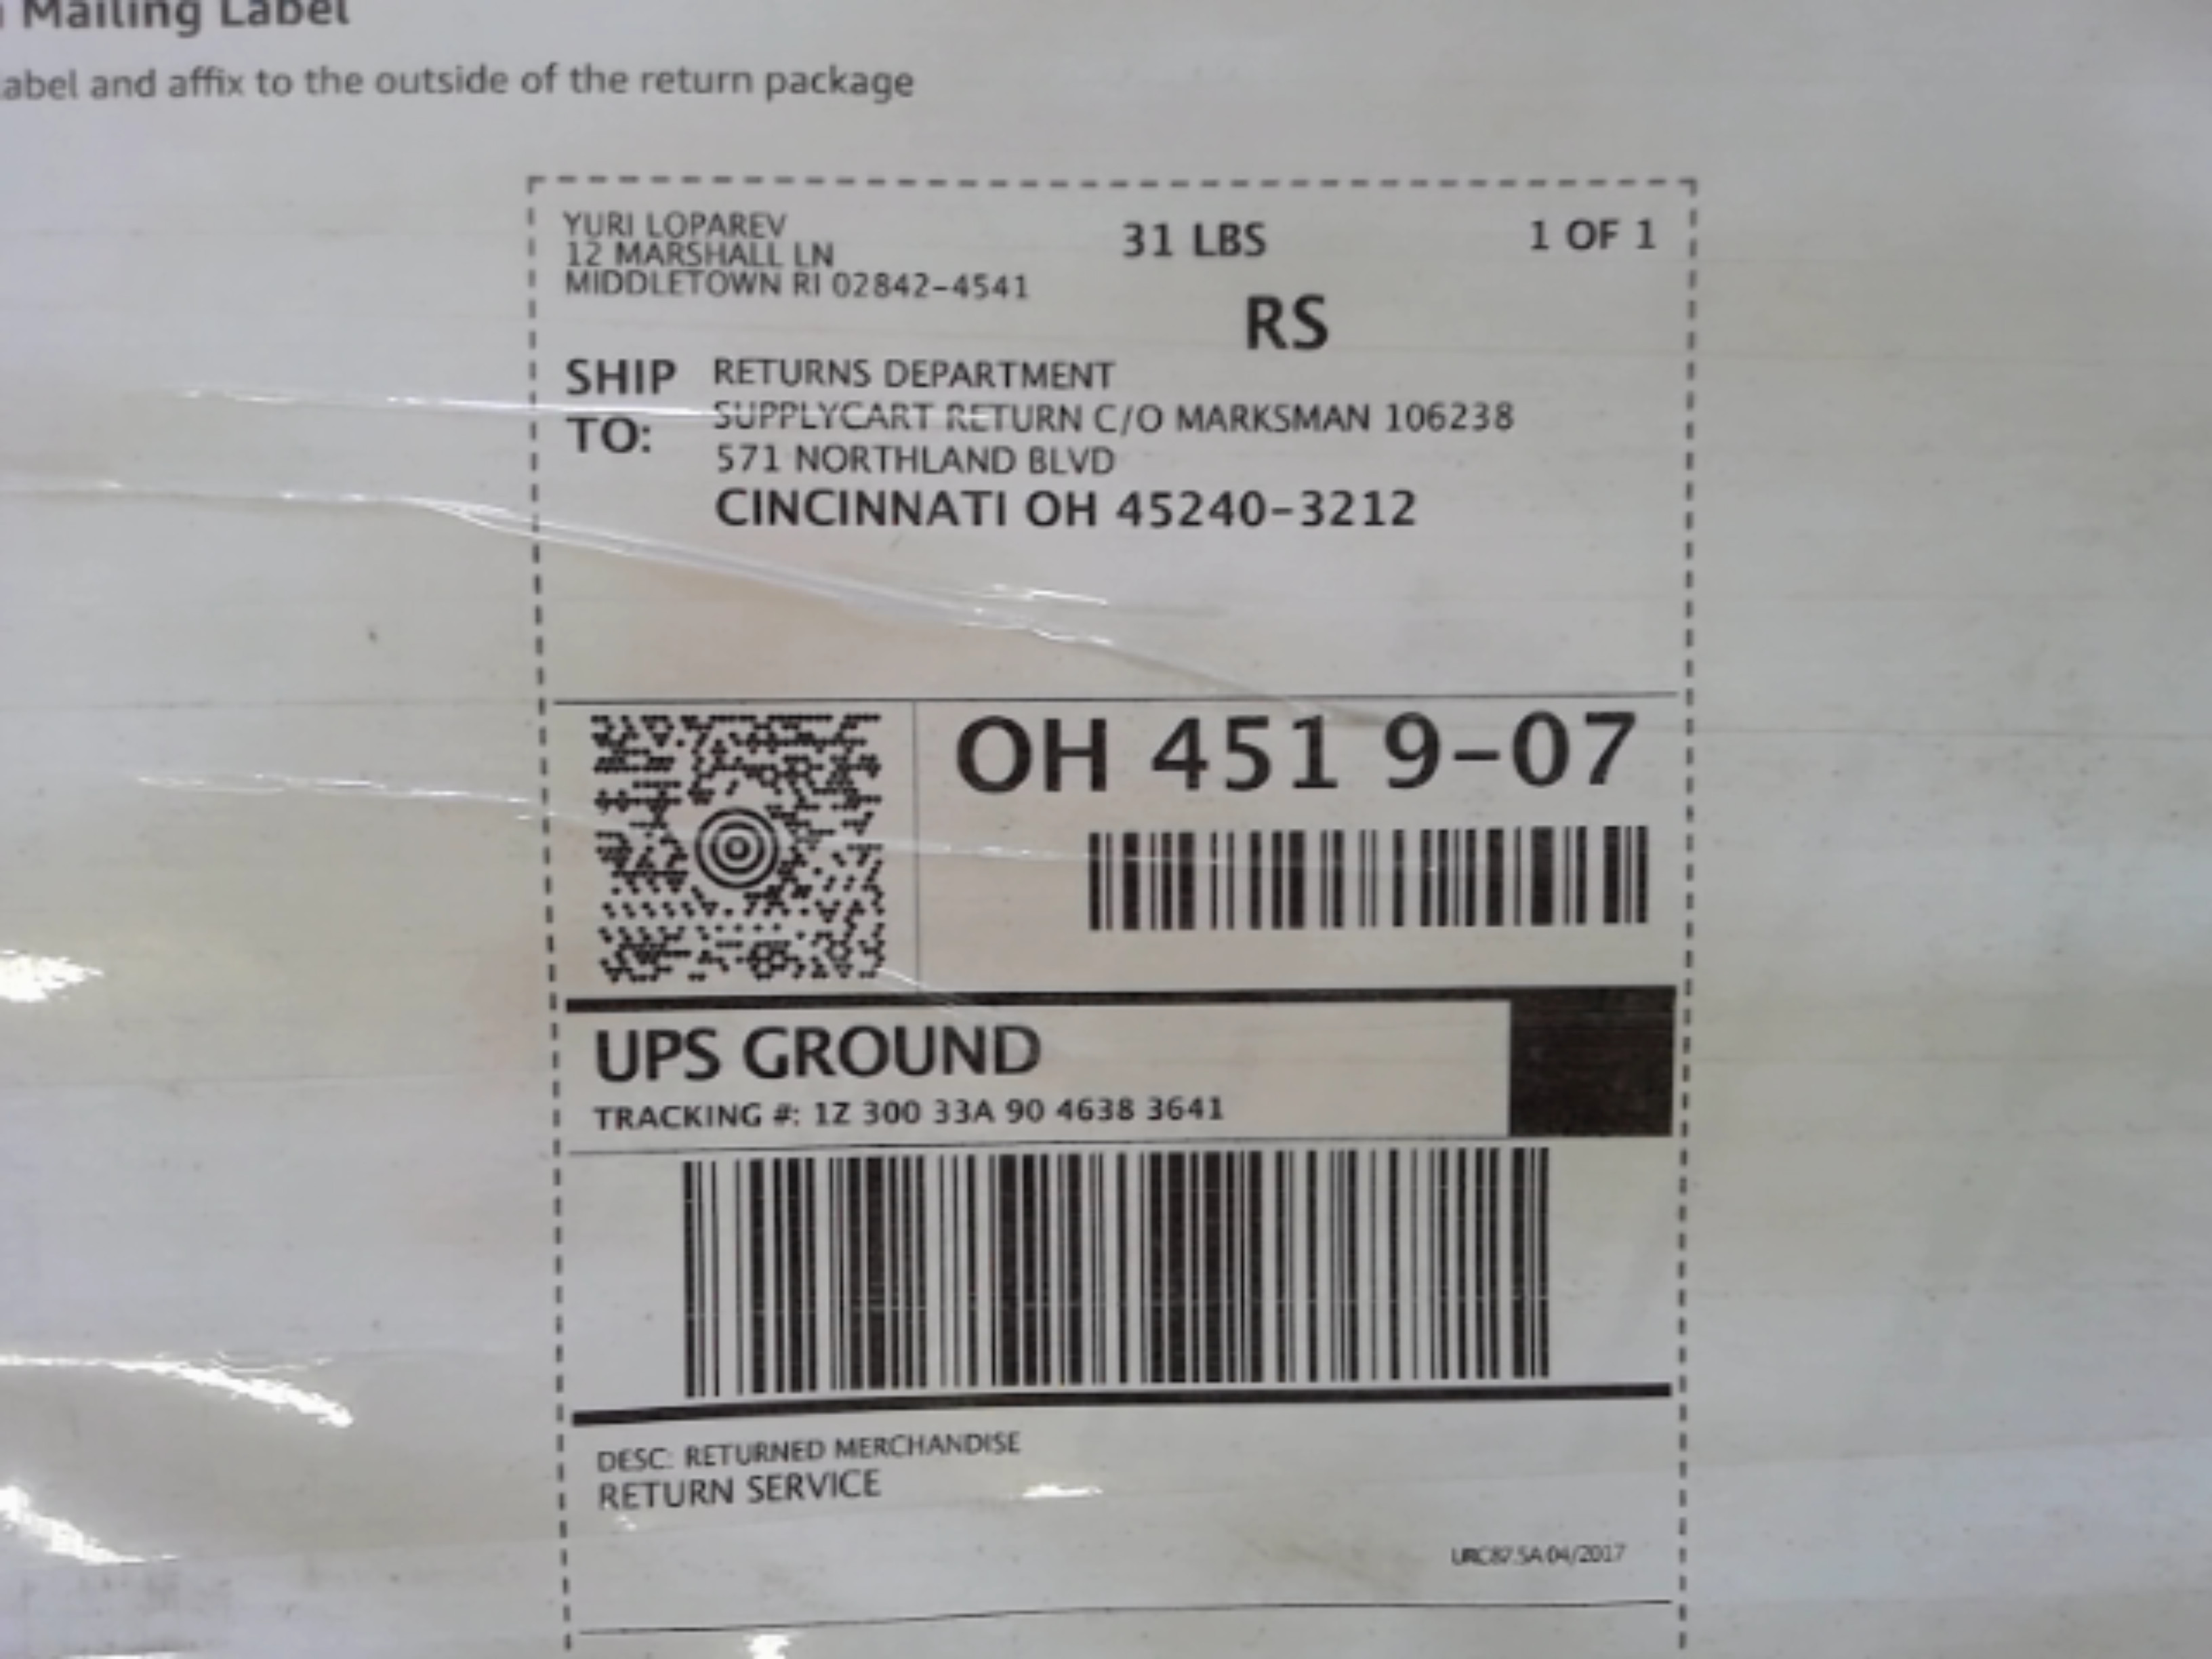 Mailing Label
label and affix to the outside of the return package
YURI LOPAREV
12 MARSHALL LN
MIDDLETOWN RI 02842-4541
31 LBS
1 OF 1
RS
SHIP TO:
RETURNS DEPARTMENT
SUPPLYCART RETURN C/O MARKSMAN 106238
571 NORTHLAND BLVD
CINCINNATI OH 45240-3212
OH 451 9-07
UPS GROUND
TRACKING #: 1Z 300 33A 90 4638 3641
DESC: RETURNED MERCHANDISE
RETURN SERVICE
04/2017